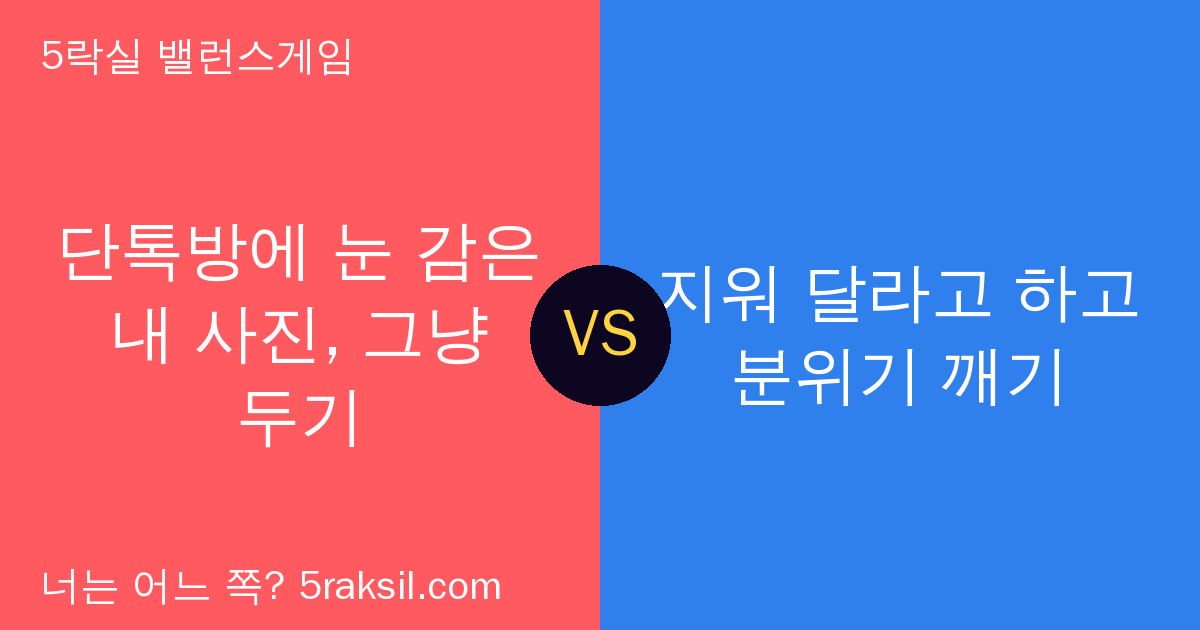 5락실 밸런스게임
단톡방에 눈 감은
내 사진, 그냥
두기
VS
지워 달라고 하고
분위기 깨기
너는 어느 쪽? 5raksil.com